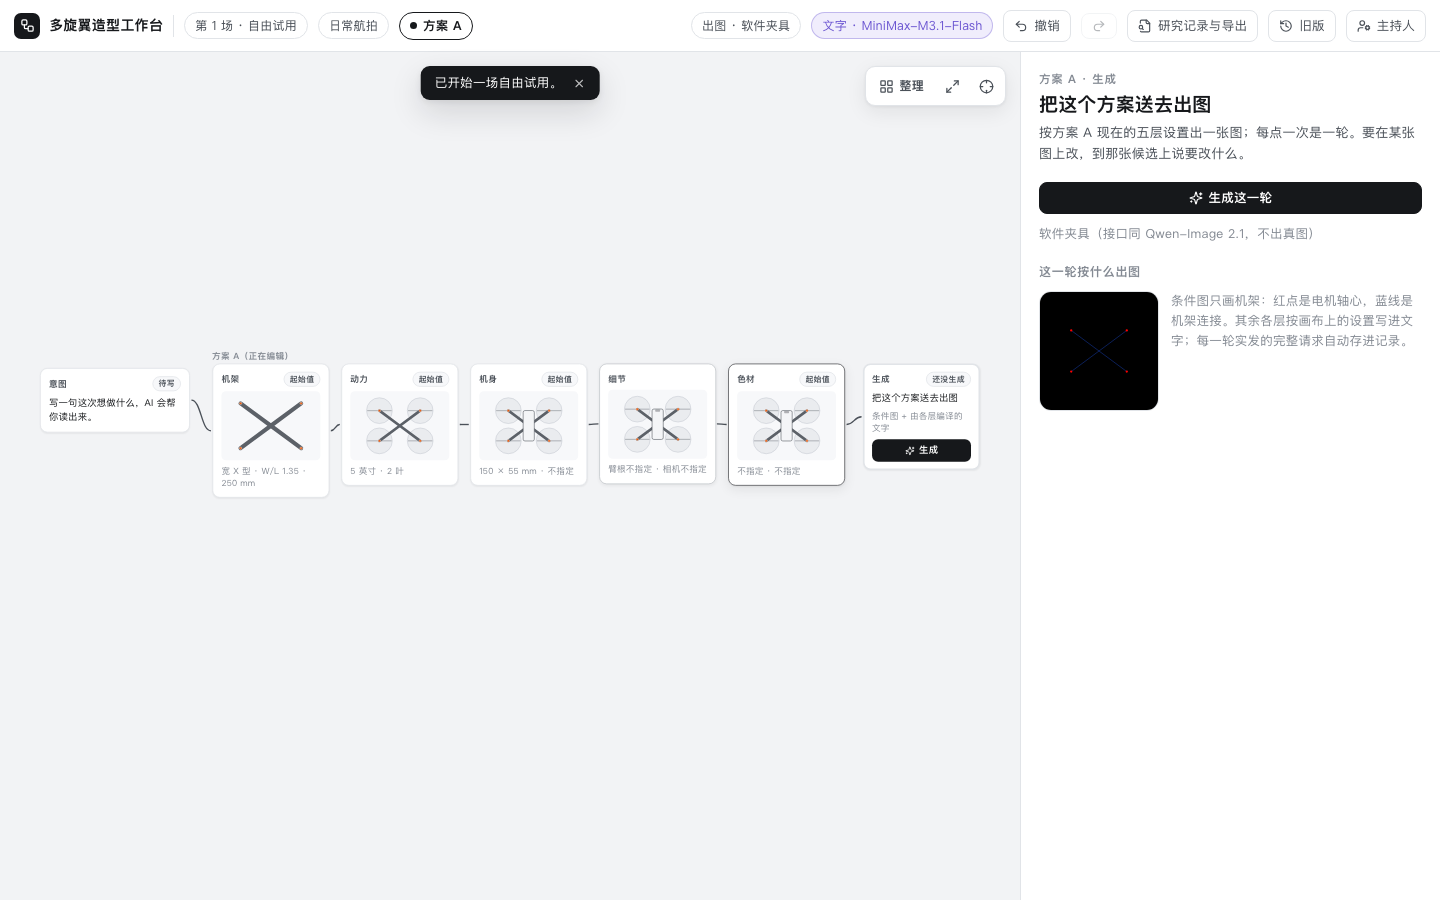 多旋翼造型工作台
第 1 场 · 自由试用
日常航拍
方案 A
出图 · 软件夹具
文字 · MiniMax-M3.1-Flash
撤销
研究记录与导出
旧版
主持人
已开始一场自由试用。
整理
方案 A（正在编辑）
意图
待写
写一句这次想做什么，AI 会帮
你读出来。
机架
起始值
宽 X 型 · W/L 1.35 ·
250 mm
动力
起始值
5 英寸 · 2 叶
机身
起始值
150 × 55 mm · 不指定
细节
臂根不指定 · 相机不指定
色材
起始值
不指定 · 不指定
生成
还没生成
把这个方案送去出图
条件图 + 由各层编译的
文字
生成
方案 A · 生成
把这个方案送去出图
按方案 A 现在的五层设置出一张图；每点一次是一轮。要在某张
图上改，到那张候选上说要改什么。
生成这一轮
软件夹具（接口同 Qwen-Image 2.1，不出真图）
这一轮按什么出图
条件图只画机架：红点是电机轴心，蓝线是
机架连接。其余各层按画布上的设置写进文
字；每一轮实发的完整请求自动存进记录。